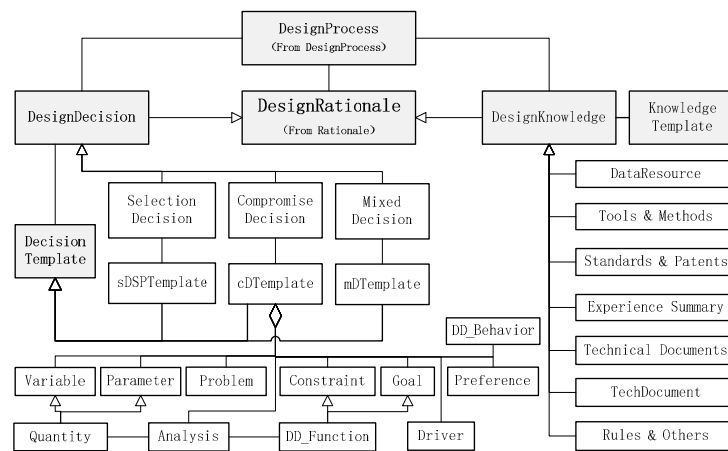 DesignProcess
(From DesignProcess)
DesignDecision
DesignRationale
(From Rationale)
DesignKnowledge
Knowledge
Template
DataResource
Selection
Decision
Compromise
Decision
Mixed
Decision
Tools & Methods
Decision
Template
sDSPTemplate
cDTemplate
mDTemplate
Standards & Patents
Experience Summary
DD_Behavior
Technical Documents
Variable
Parameter
Problem
Constraint
Goal
Preference
TechDocument
Quantity
Analysis
DD_Function
Driver
Rules & Others